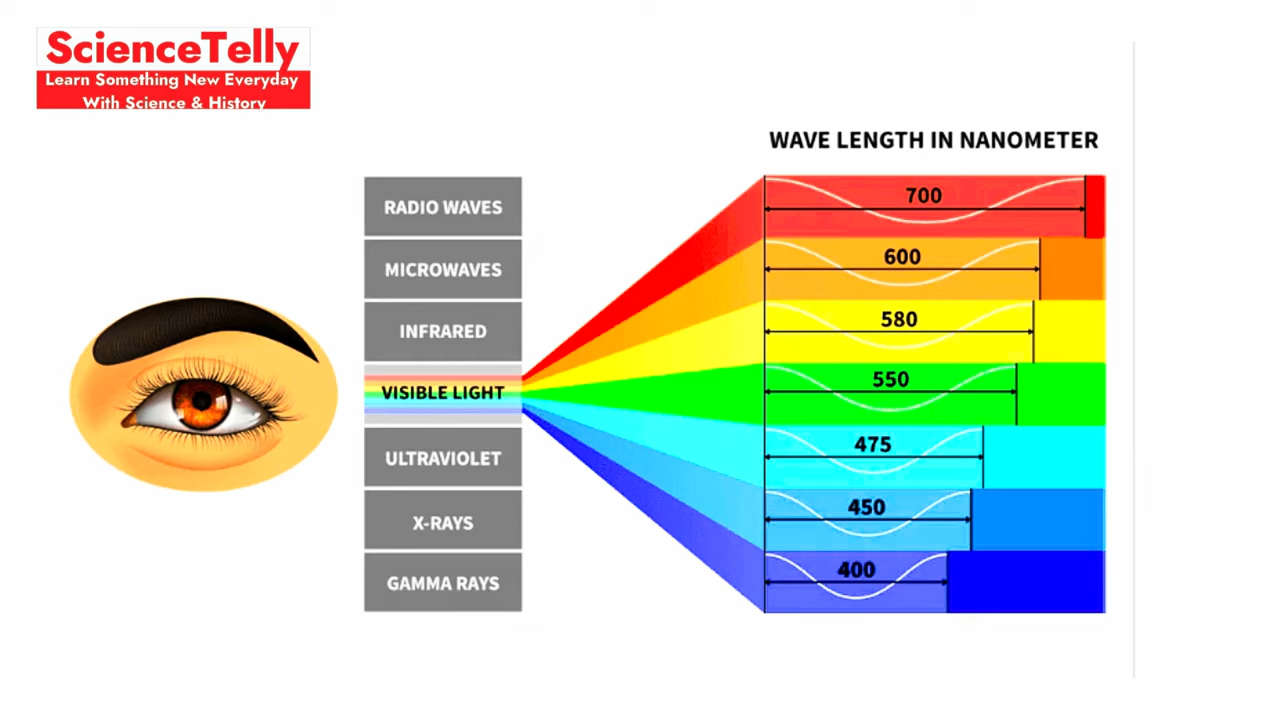 ScienceTelly
Learn Something New Everyday
With Science & History
WAVE LENGTH IN NANOMETER
RADIO WAVES
MICROWAVES
INFRARED
VISIBLE LIGHT
ULTRAVIOLET
X-RAYS
GAMMA RAYS
700
600
580
550
475
450
400